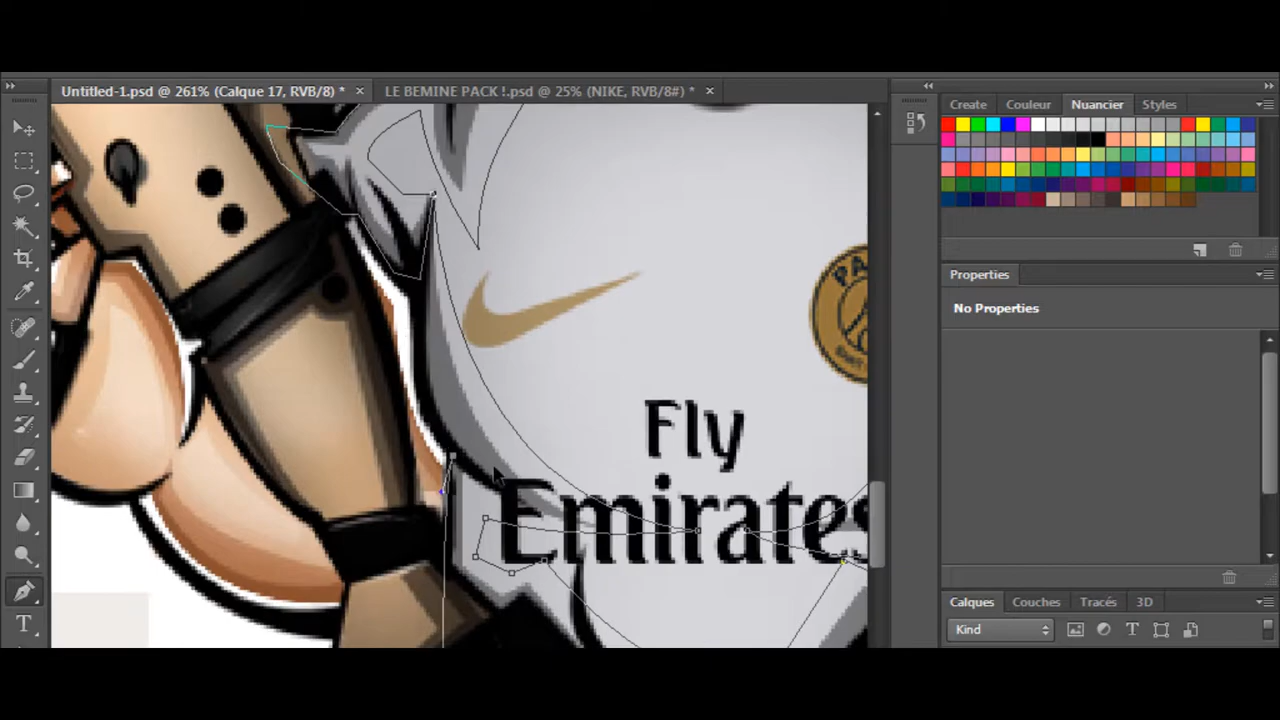 Untitled-1.psd @ 261% (Calque 17, RVB/8) *
LE BEMINE PACK !.psd @ 25% (NIKE, RVB/8#) *
Create
Couleur
Nuancier
Styles
Properties
No Properties
PA
Fly
Emirates
Calques
Couches
Tracés
3D
Kind
T
T